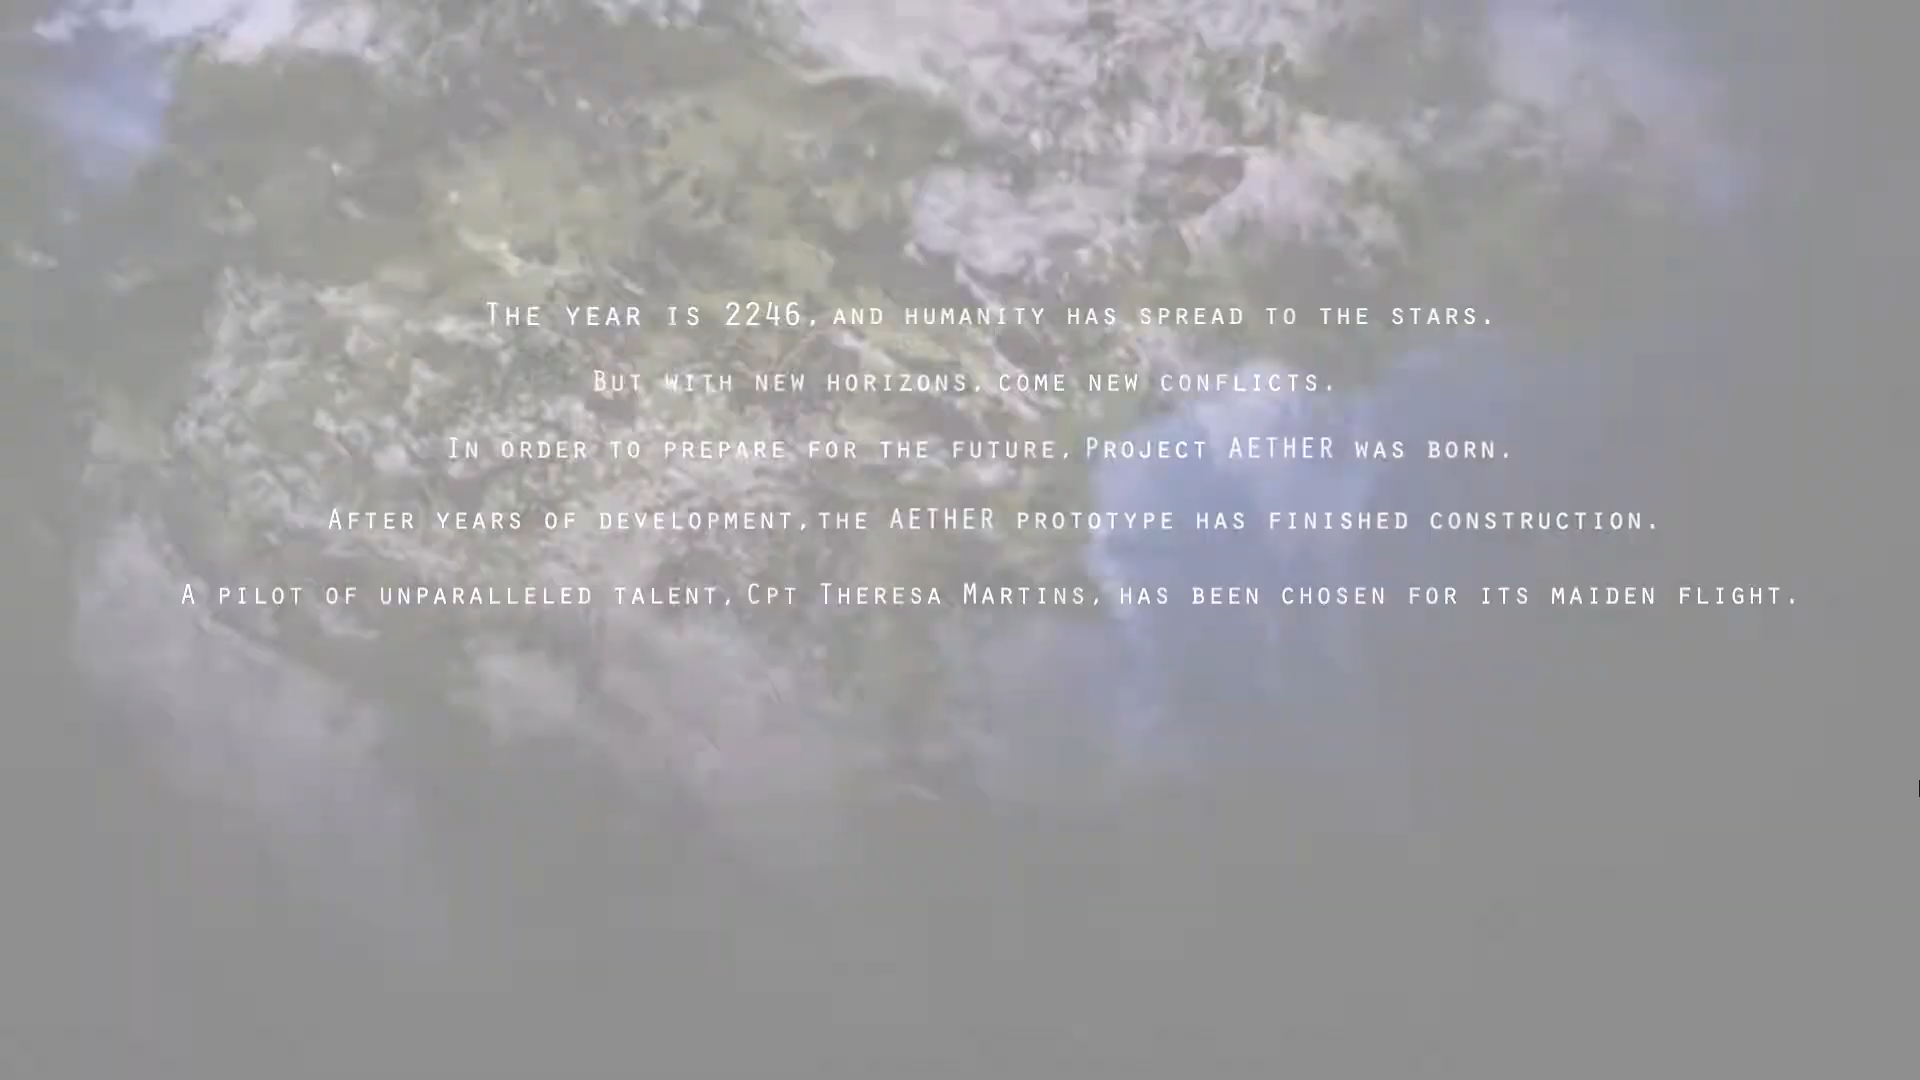 The year is 2246, and humanity has spread to the stars.
But with new horizons, come new conflicts.
In order to prepare for the future, Project AETHER was born.
After years of development, the AETHER prototype has finished construction.
A pilot of unparalleled talent, Cpt Theresa Martins, has been chosen for its maiden flight.